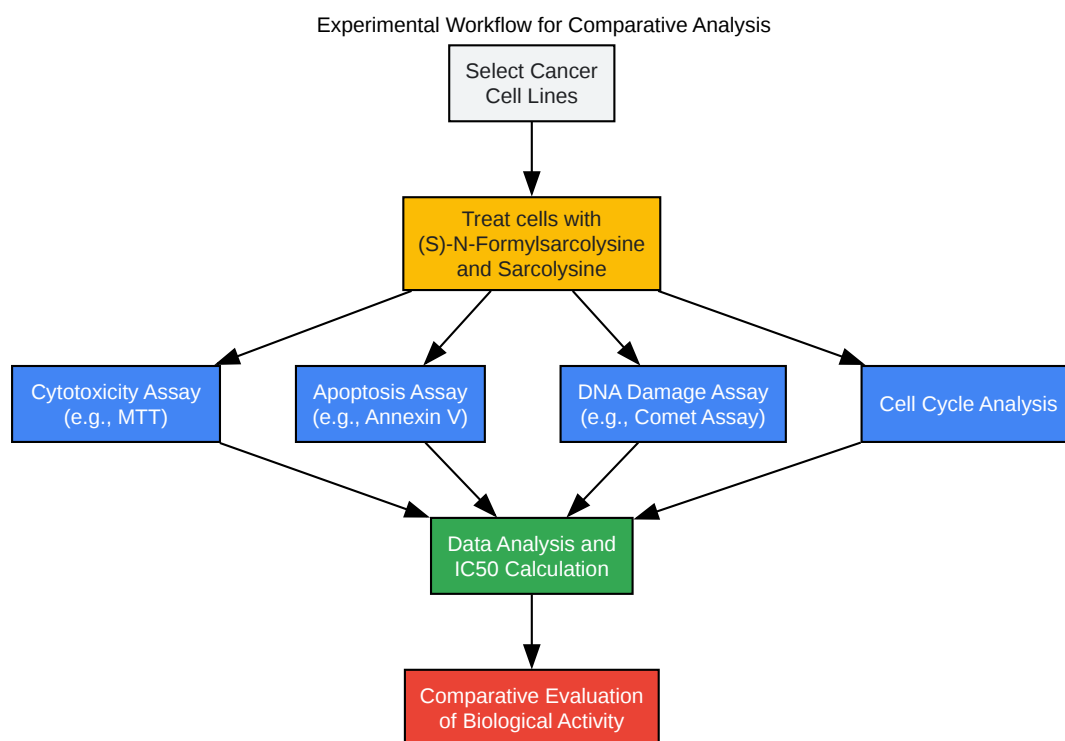 Experimental Workflow for Comparative Analysis
Select Cancer
Cell Lines
Treat cells with
(S)-N-Formylsarcolysine
and Sarcolysine
Cytotoxicity Assay
(e.g., MTT)
Apoptosis Assay
(e.g., Annexin V)
DNA Damage Assay
(e.g., Comet Assay)
Cell Cycle Analysis
Data Analysis and
IC50 Calculation
Comparative Evaluation
of Biological Activity